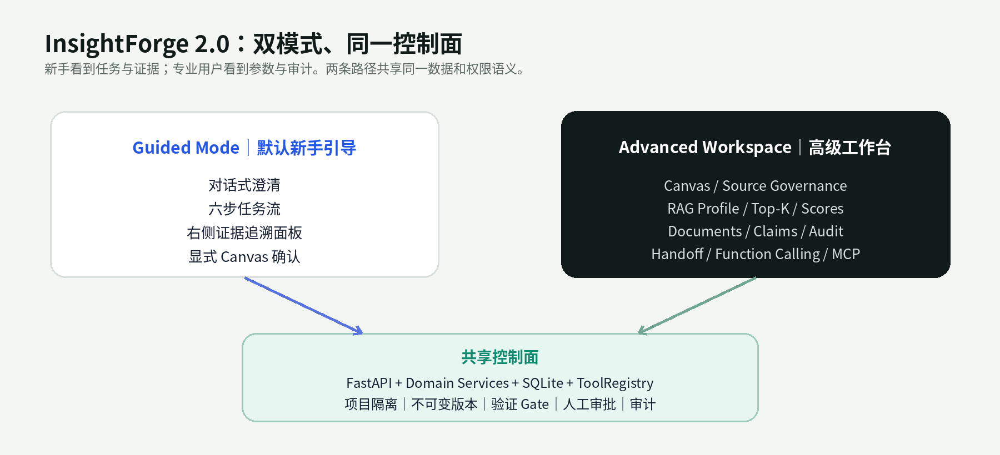 InsightForge 2.0：双模式、同一控制面
新手看到任务与证据；专业用户看到参数与审计。两条路径共享同一数据和权限语义。
Guided Mode｜默认新手引导
对话式澄清
六步任务流
右侧证据追溯面板
显式 Canvas 确认
Advanced Workspace｜高级工作台
Canvas / Source Governance
RAG Profile / Top-K / Scores
Documents / Claims / Audit
Handoff / Function Calling / MCP
共享控制面
FastAPI + Domain Services + SQLite + ToolRegistry
项目隔离｜不可变版本｜验证 Gate｜人工审批｜审计